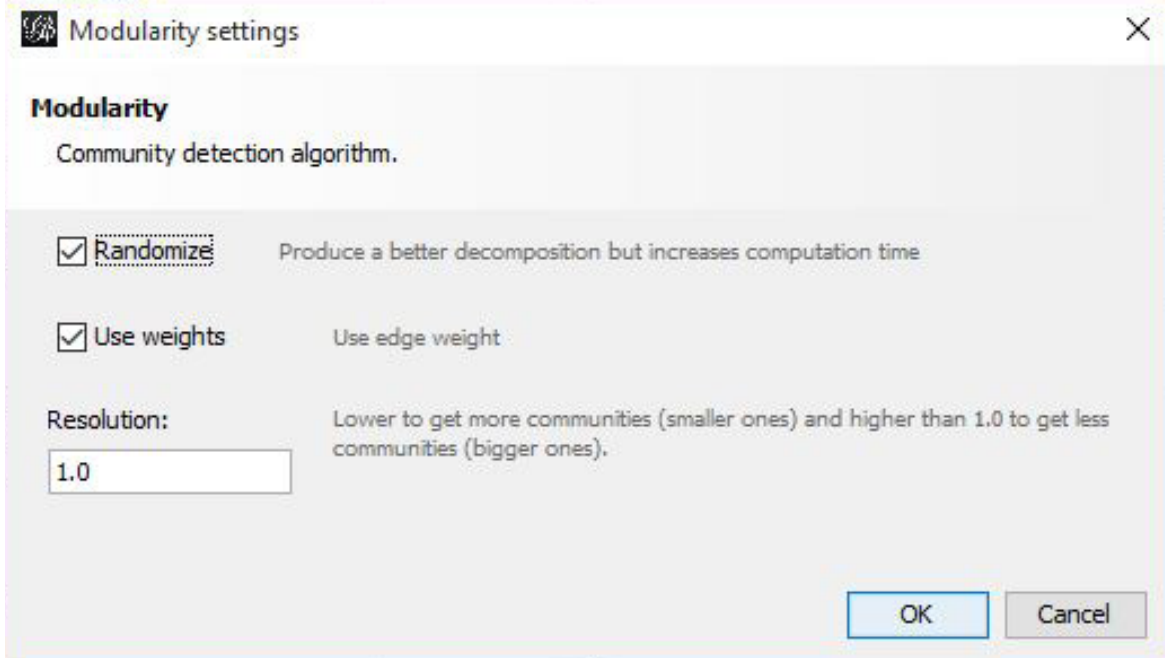 Modularity settings
Modularity
Community detection algorithm.
Randomize Produce a better decomposition but increases computation time
Use weights Use edge weight
Resolution: Lower to get more communities (smaller ones) and higher than 1.0 to get less
communities (bigger ones).
1.0
OK Cancel